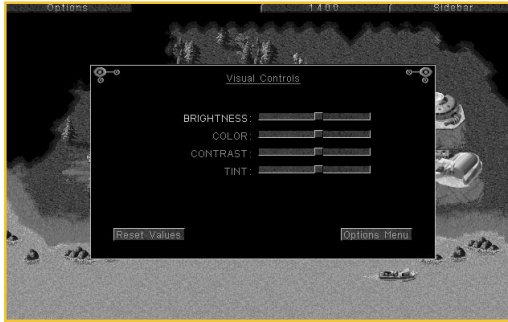 Options 1400 Sidebar
Visual Controls
BRIGHTNESS:
COLOR:
CONTRAST:
TINT:
Reset Values Options Menu